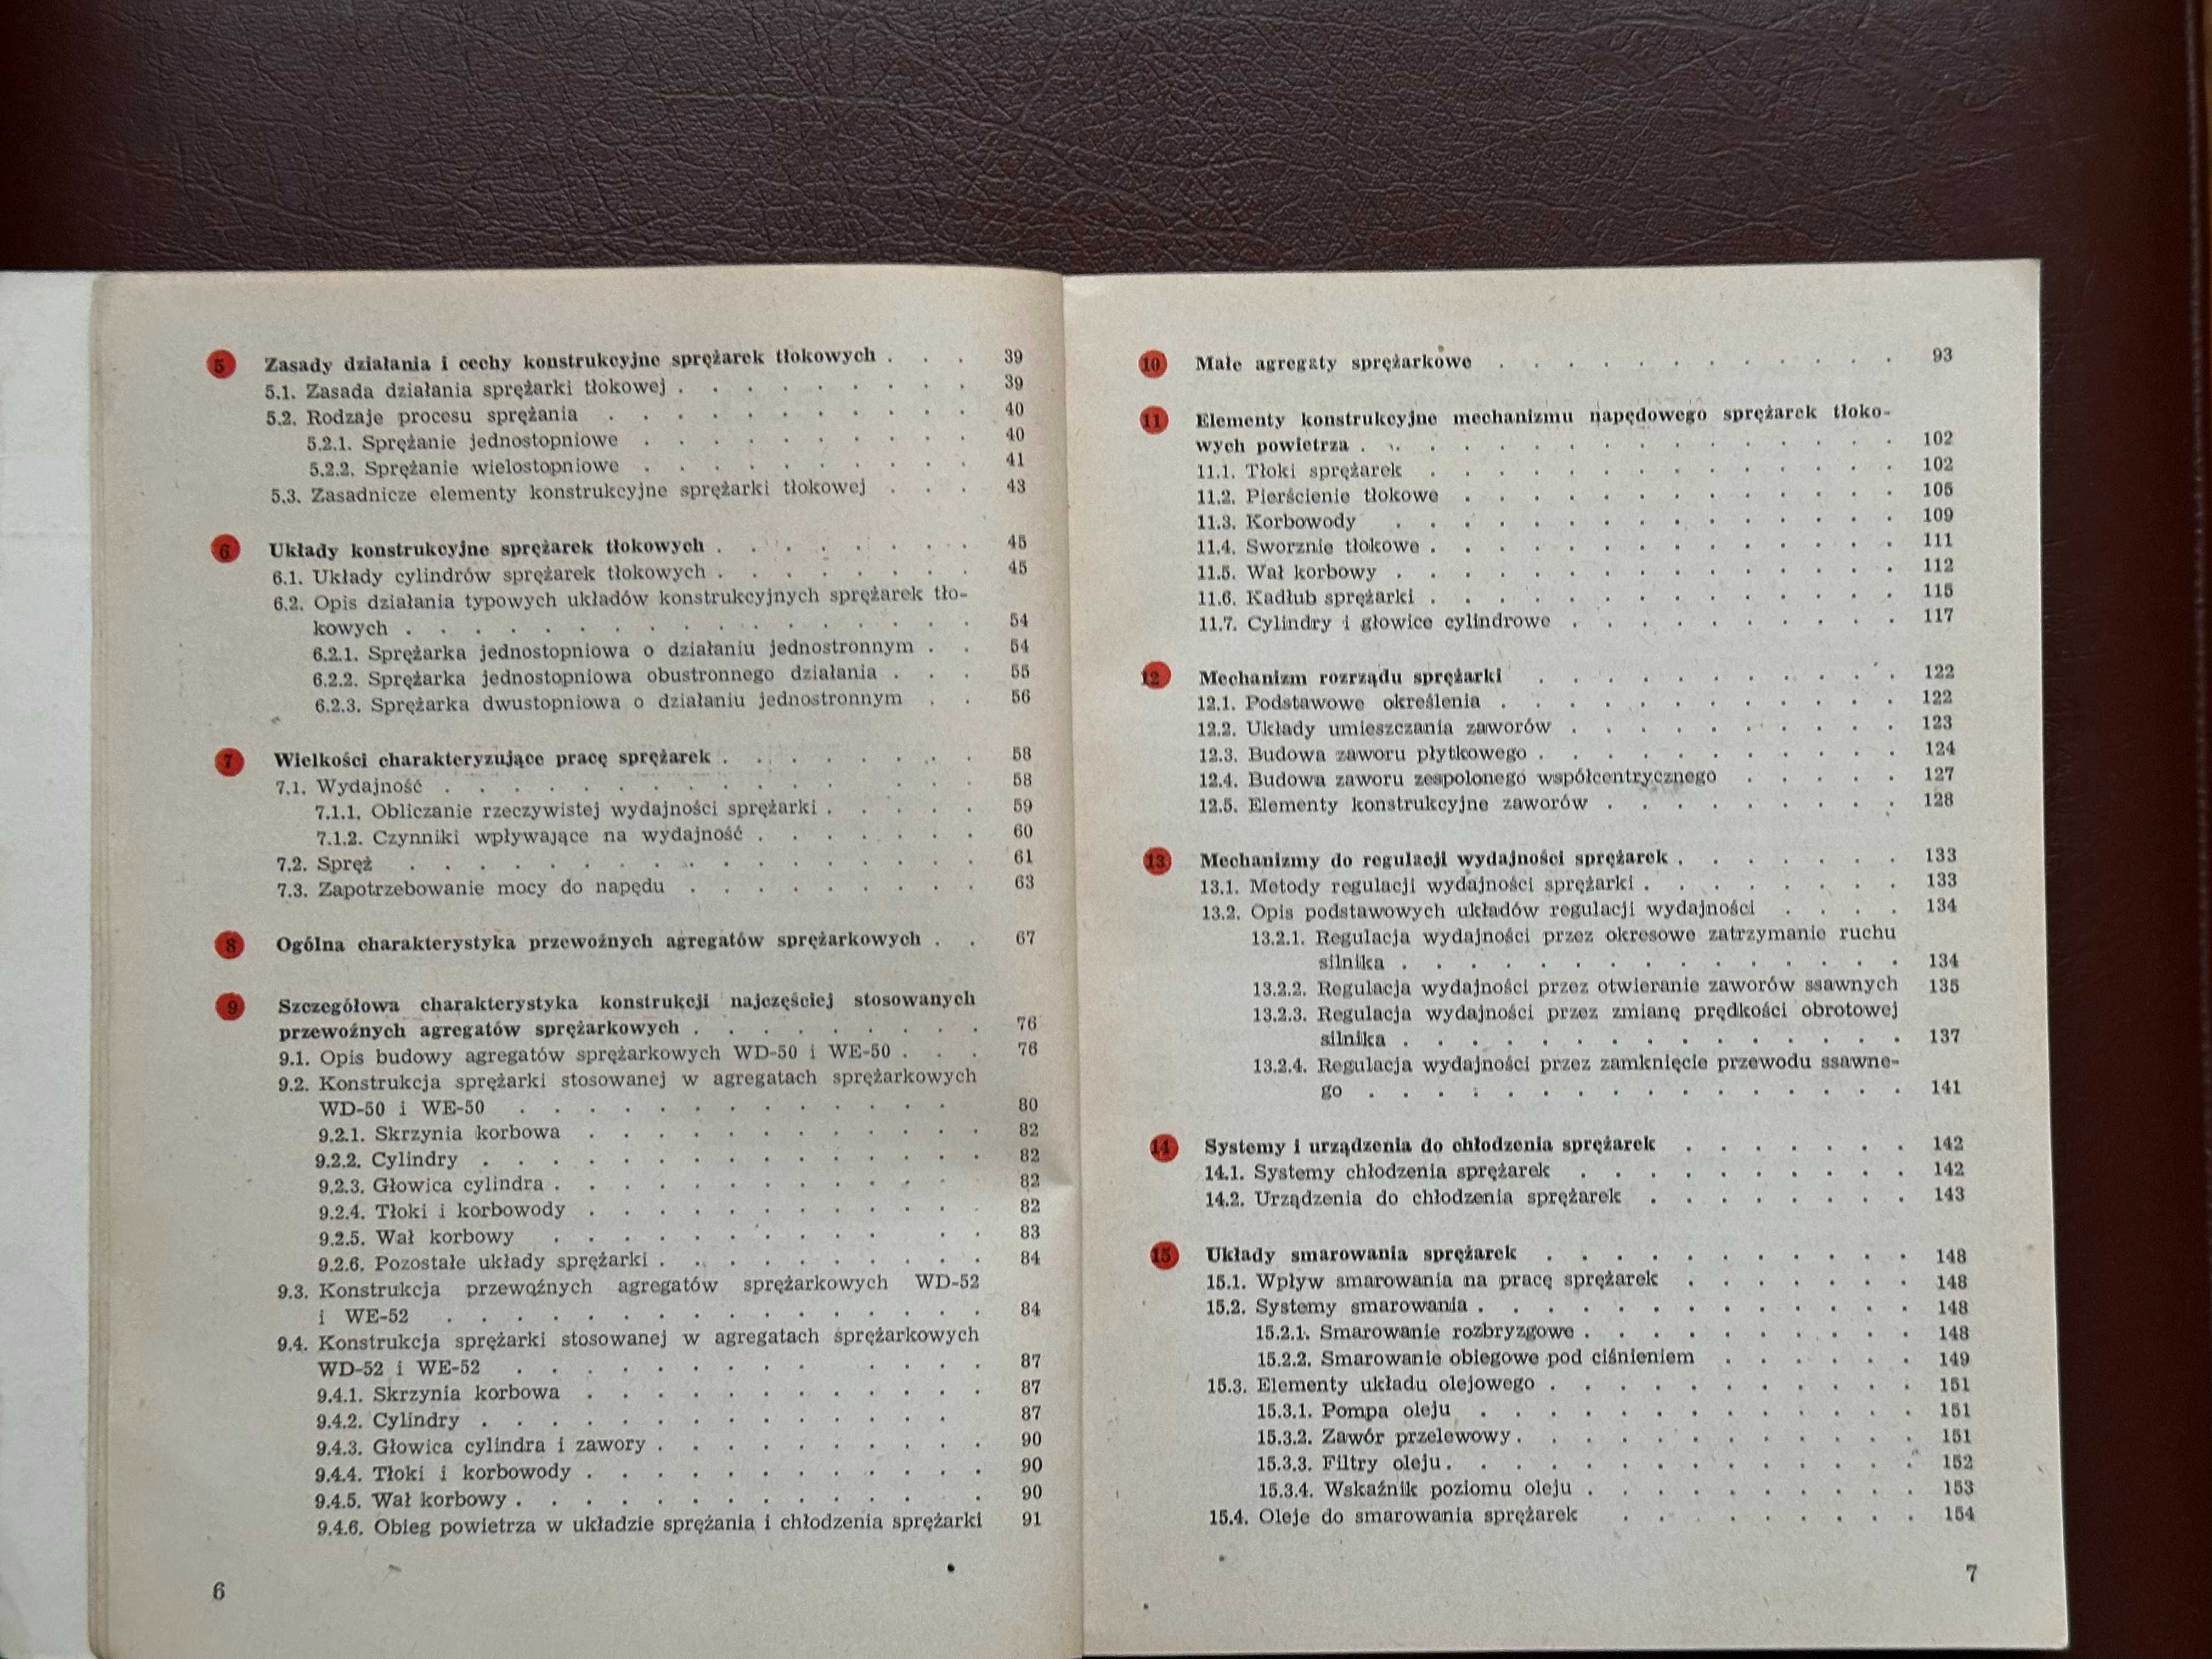 5 Zasady działania i cechy konstrukcyjne sprężarek tłokowych . . . 39
5.1. Zasada działania sprężarki tłokowej . . . . . . . . . 39
5.2. Rodzaje procesu sprężania . . . . . . . . . . . 40
5.2.1. Sprężanie jednostopniowe . . . . . . . . . . 40
5.2.2. Sprężanie wielostopniowe . . . . . . . . . . 41
5.3. Zasadnicze elementy konstrukcyjne sprężarki tłokowej . . . 43
6 Układy konstrukcyjne sprężarek tłokowych . . . . . . . . 45
6.1. Układy cylindrów sprężarek tłokowych . . . . . . . . 45
6.2. Opis działania typowych układów konstrukcyjnych sprężarek tło-
kowych . . . . . . . . . . . . . . . . . 54
6.2.1. Sprężarka jednostopniowa o działaniu jednostronnym . . 54
6.2.2. Sprężarka jednostopniowa obustronnego działania . . . 55
6.2.3. Sprężarka dwustopniowa o działaniu jednostronnym . . 56
7 Wielkości charakteryzujące pracę sprężarek . . . . . . . . 58
7.1. Wydajność . . . . . . . . . . . . . . . . 58
7.1.1. Obliczanie rzeczywistej wydajności sprężarki . . . . . 59
7.1.2. Czynniki wpływające na wydajność . . . . . . . 60
7.2. Spręż . . . . . . . . . . . . . . . . . 61
7.3. Zapotrzebowanie mocy do napędu . . . . . . . . . 63
8 Ogólna charakterystyka przewoźnych agregatów sprężarkowych . . 67
9 Szczegółowa charakterystyka konstrukcji najczęściej stosowanych
przewoźnych agregatów sprężarkowych . . . . . . . . . 76
9.1. Opis budowy agregatów sprężarkowych WD-50 i WE-50 . . . 76
9.2. Konstrukcja sprężarki stosowanej w agregatach sprężarkowych
WD-50 i WE-50 . . . . . . . . . . . . . 80
9.2.1. Skrzynia korbowa . . . . . . . . . . . . 82
9.2.2. Cylindry . . . . . . . . . . . . . . . 82
9.2.3. Głowica cylindra . . . . . . . . . . . . 82
9.2.4. Tłoki i korbowody . . . . . . . . . . . . 82
9.2.5. Wał korbowy . . . . . . . . . . . . . 83
9.2.6. Pozostałe układy sprężarki . . . . . . . . . . 84
9.3. Konstrukcja przewoźnych agregatów sprężarkowych WD-52
i WE-52 . . . . . . . . . . . . . . . . 84
9.4. Konstrukcja sprężarki stosowanej w agregatach sprężarkowych
WD-52 i WE-52 . . . . . . . . . . . . . . 87
9.4.1. Skrzynia korbowa . . . . . . . . . . . . 87
9.4.2. Cylindry . . . . . . . . . . . . . . . 87
9.4.3. Głowica cylindra i zawory . . . . . . . . . . 90
9.4.4. Tłoki i korbowody . . . . . . . . . . . . 90
9.4.5. Wał korbowy . . . . . . . . . . . . . . 90
9.4.6. Obieg powietrza w układzie sprężania i chłodzenia sprężarki 91
6
10 Małe agregaty sprężarkowe . . . . . . . . . . . . 93
11 Elementy konstrukcyjne mechanizmu napędowego sprężarek tłoko-
wych powietrza . . . . . . . . . . . . . . . . 102
11.1. Tłoki sprężarek . . . . . . . . . . . . . . 102
11.2. Pierścienie tłokowe . . . . . . . . . . . . . 105
11.3. Korbowody . . . . . . . . . . . . . . . 109
11.4. Sworznie tłokowe . . . . . . . . . . . . . . 111
11.5. Wał korbowy . . . . . . . . . . . . . . . 112
11.6. Kadłub sprężarki . . . . . . . . . . . . . . 115
11.7. Cylindry i głowice cylindrowe . . . . . . . . . . 117
12 Mechanizm rozrządu sprężarki . . . . . . . . . . . 122
12.1. Podstawowe określenia . . . . . . . . . . . . 122
12.2. Układy umieszczania zaworów . . . . . . . . . . 123
12.3. Budowa zaworu płytkowego . . . . . . . . . . . 124
12.4. Budowa zaworu zespolonego współcentrycznego . . . . . 127
12.5. Elementy konstrukcyjne zaworów . . . . . . . . . 128
13 Mechanizmy do regulacji wydajności sprężarek . . . . . . . 133
13.1. Metody regulacji wydajności sprężarki . . . . . . . . 133
13.2. Opis podstawowych układów regulacji wydajności . . . . 134
13.2.1. Regulacja wydajności przez okresowe zatrzymanie ruchu
silnika . . . . . . . . . . . . . . . 134
13.2.2. Regulacja wydajności przez otwieranie zaworów ssawnych 135
13.2.3. Regulacja wydajności przez zmianę prędkości obrotowej
silnika . . . . . . . . . . . . . . . 137
13.2.4. Regulacja wydajności przez zamknięcie przewodu ssawne-
go . . . . . . . . . . . . . . . . 141
14 Systemy i urządzenia do chłodzenia sprężarek . . . . . . . 142
14.1. Systemy chłodzenia sprężarek . . . . . . . . . . 142
14.2. Urządzenia do chłodzenia sprężarek . . . . . . . . 143
15 Układy smarowania sprężarek . . . . . . . . . . . 148
15.1. Wpływ smarowania na pracę sprężarek . . . . . . . 148
15.2. Systemy smarowania . . . . . . . . . . . . . 148
15.2.1. Smarowanie rozbryzgowe . . . . . . . . . . 148
15.2.2. Smarowanie obiegowe pod ciśnieniem . . . . . . 149
15.3. Elementy układu olejowego . . . . . . . . . . . 151
15.3.1. Pompa oleju . . . . . . . . . . . . . 151
15.3.2. Zawór przelewowy . . . . . . . . . . . . 151
15.3.3. Filtry oleju . . . . . . . . . . . . . . 152
15.3.4. Wskaźnik poziomu oleju . . . . . . . . . . 153
15.4. Oleje do smarowania sprężarek . . . . . . . . . 154
7